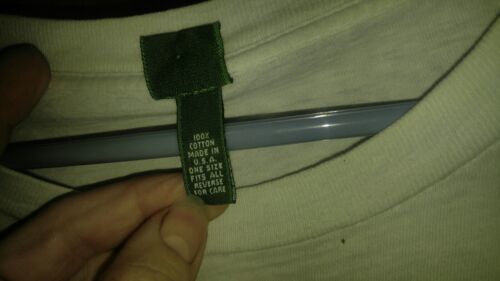 100%
COTTON
MADE IN
U.S.A.
ONE SIZE
FITS ALL
REVERSE
FOR CARE